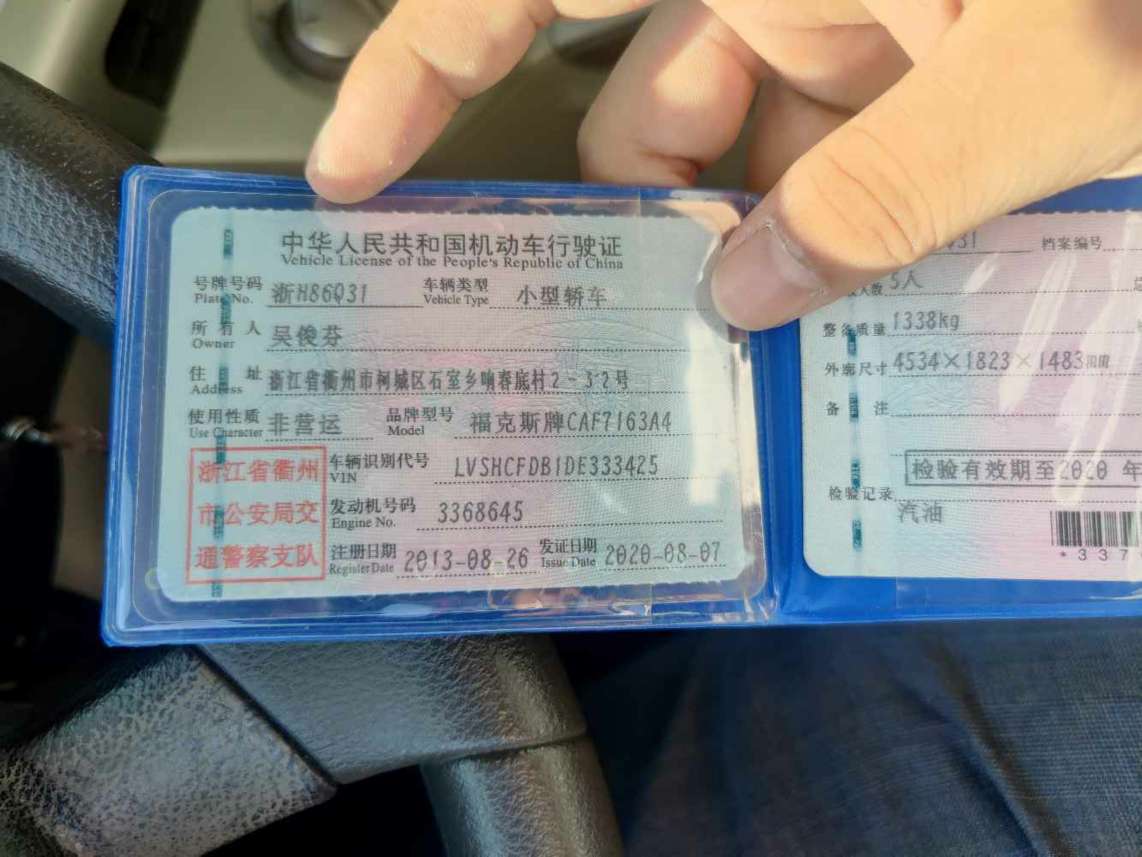 中华人民共和国机动车行驶证
Vehicle License of the People's Republic of China
号牌号码 浙H86Q31 车辆类型 小型轿车
Plate No. Vehicle Type
所有人 吴俊芬
Owner
住址 浙江省衢州市柯城区石室乡响春底村2-32号
Address
使用性质 非营运 品牌型号 福克斯牌CAF7163A4
Use Character Model
浙江省衢州
市公安局交
通警察支队
车辆识别代号 LVSHCFDB1DE333425
VIN
发动机号码 3368645
Engine No.
注册日期 2013-08-26 发证日期 2020-08-07
Register Date Issue Date
档案编号
人数 5人
整备质量 1338kg
外廓尺寸 4534×1823×1483mm
备注
检验有效期至2020 年
检验记录
汽油
*337